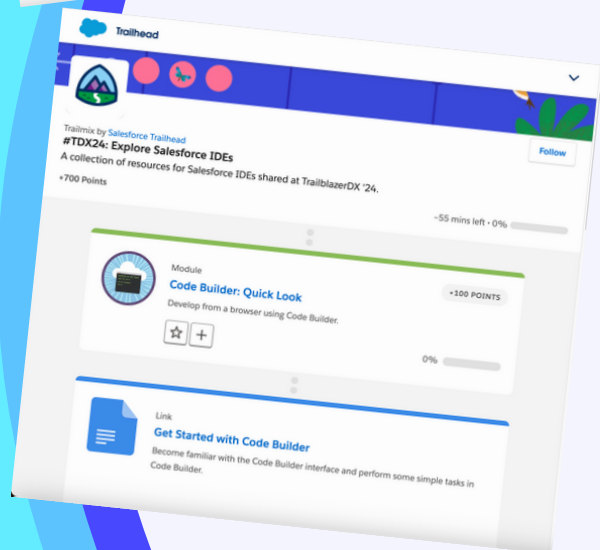 Trailhead
Trailmix by Salesforce Trailhead
#TDX24: Explore Salesforce IDEs
A collection of resources for Salesforce IDEs shared at TrailblazerDX '24.
Follow
+700 Points
~55 mins left • 0%
Module
Code Builder: Quick Look
+100 POINTS
Develop from a browser using Code Builder.
0%
Link
Get Started with Code Builder
Become familiar with the Code Builder interface and perform some simple tasks in
Code Builder.